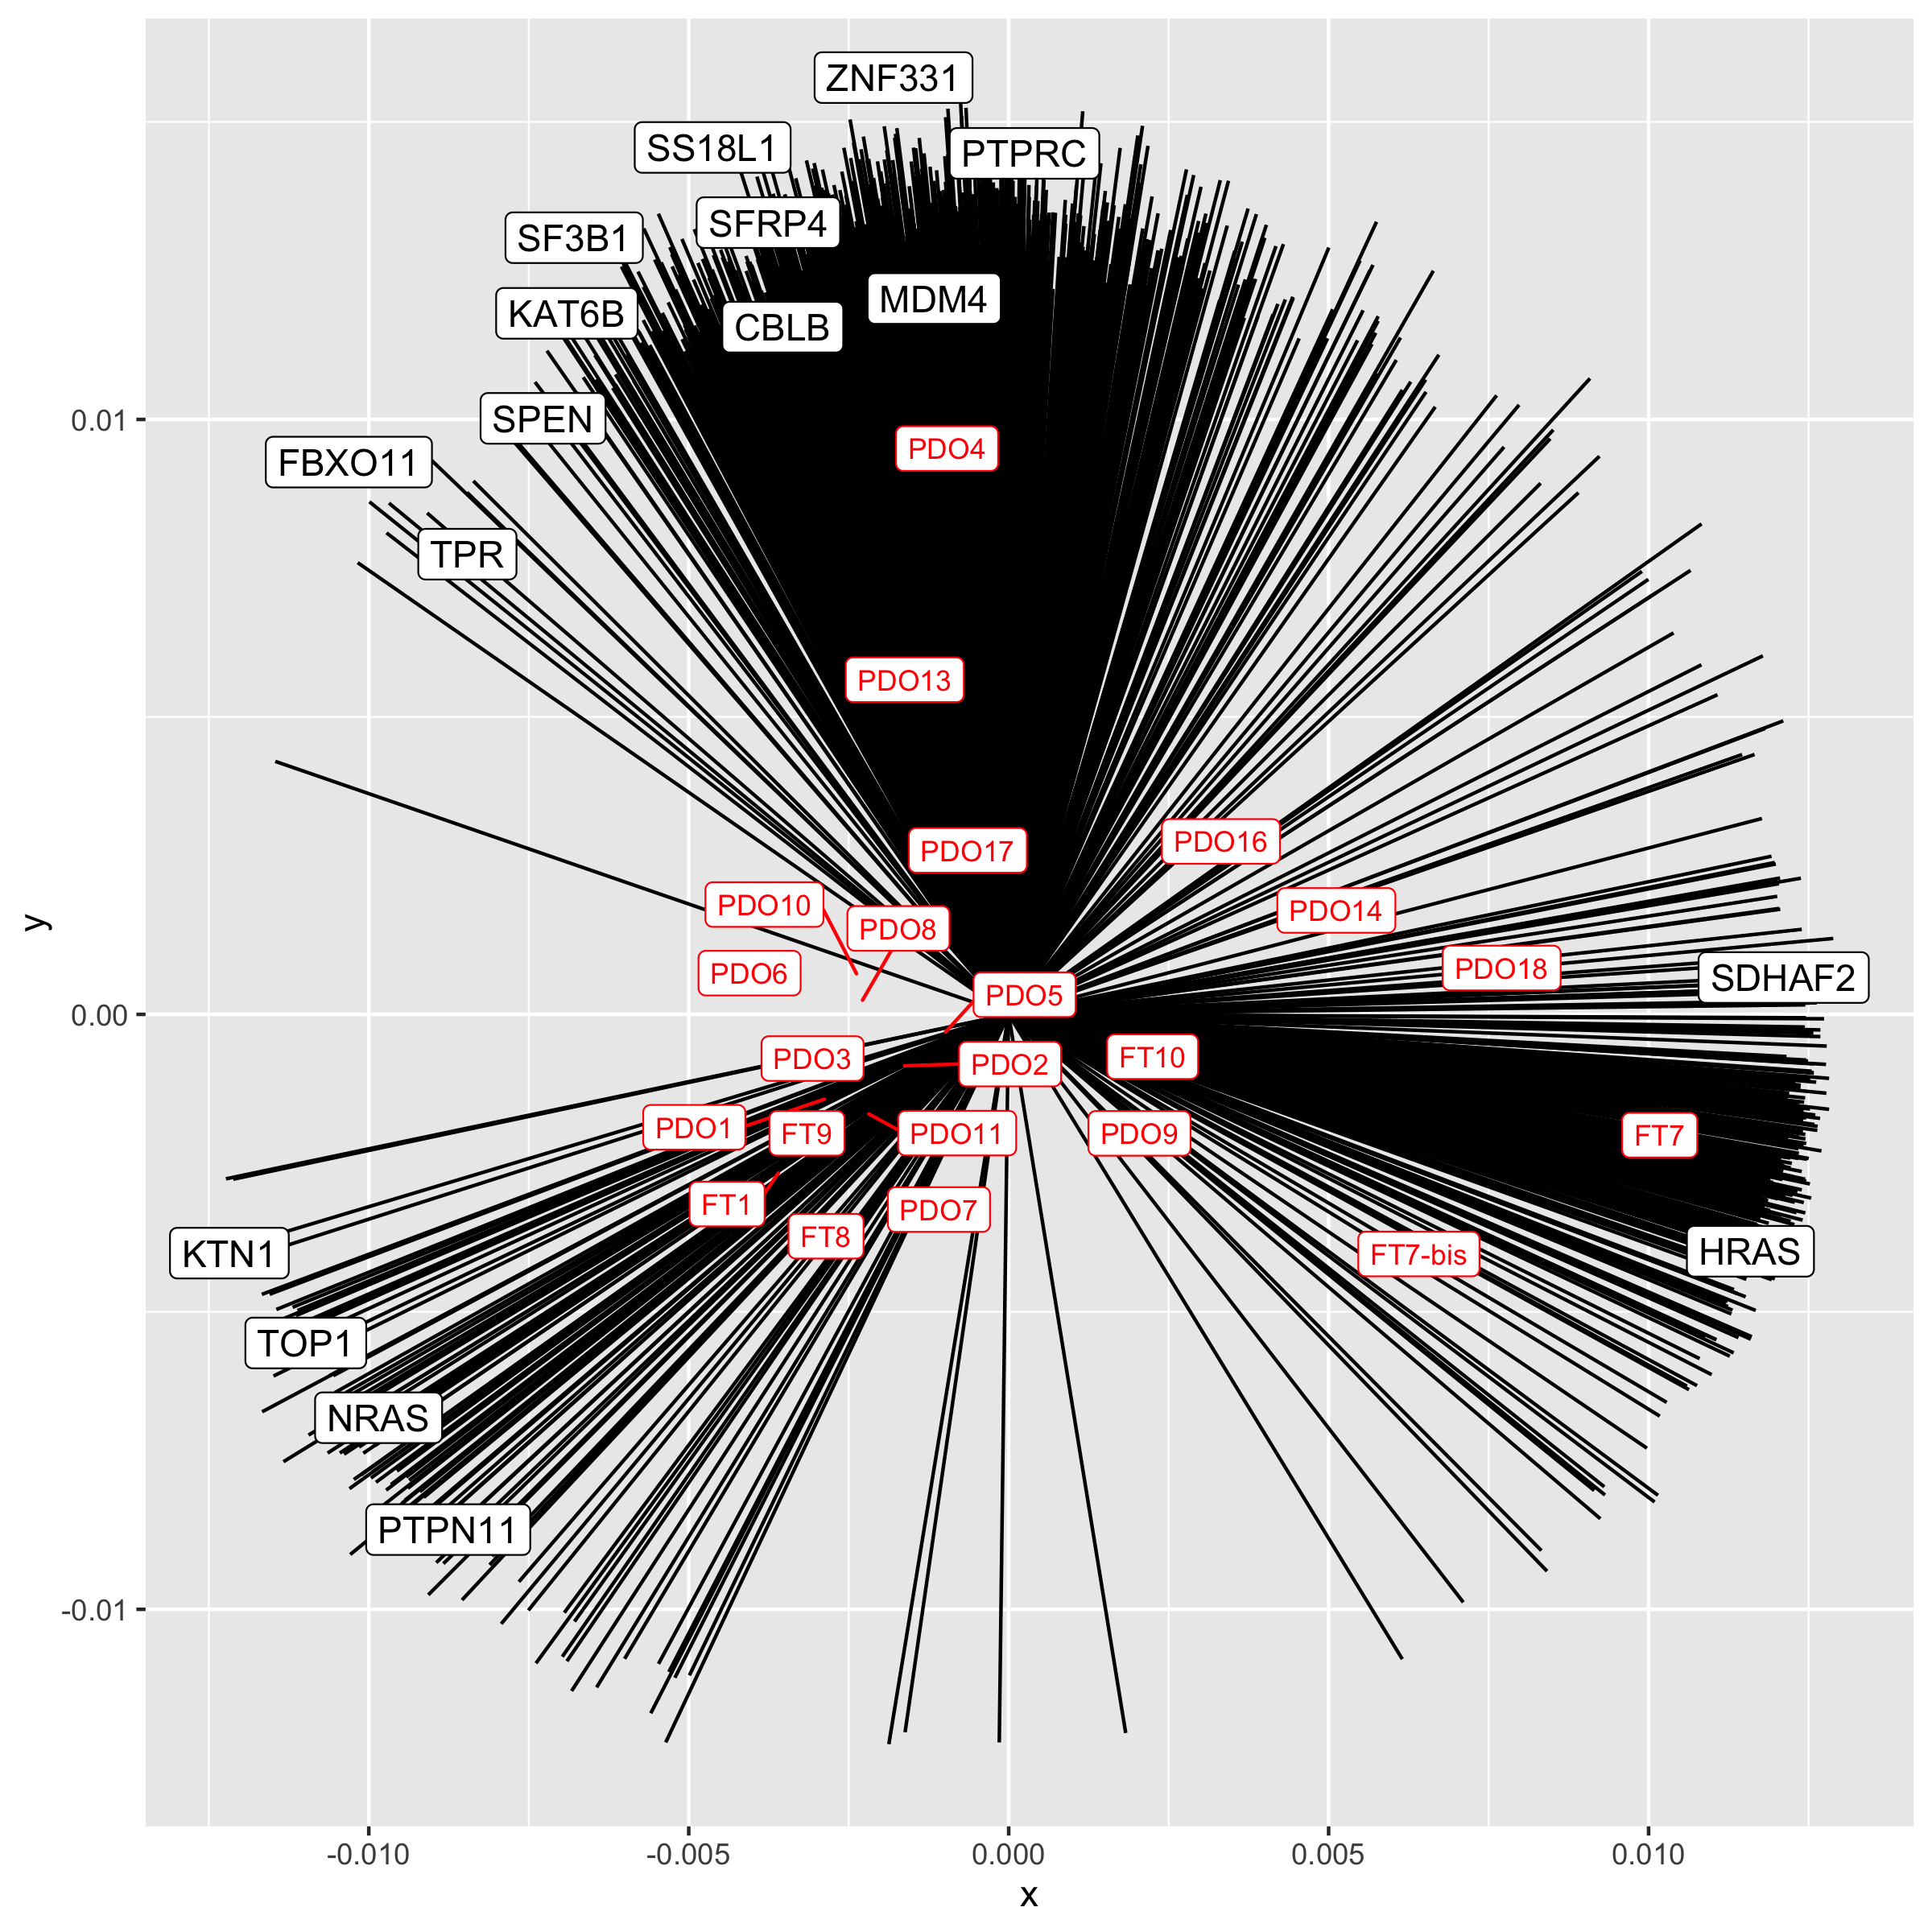 ZNF331
SS18L1
PTPRC
SFRP4
SF3B1
MDM4
KAT6B
CBLB
0.01
SPEN
PDO4
FBXO11
TPR
PDO13
PDO16
PDO17
PDO10
PDO14
PDO8
y
PDO18
PDO6
SDHAF2
PDO5
0.00
FT10
PDO3
PDO2
PDO1
FT9
PDO11
PDO9
FT7
FT1
PDO7
FT8
KTN1
FT7-bis
HRAS
TOP1
NRAS
PTPN11
-0.01
-0.010
-0.005
0.000
0.005
0.010
x